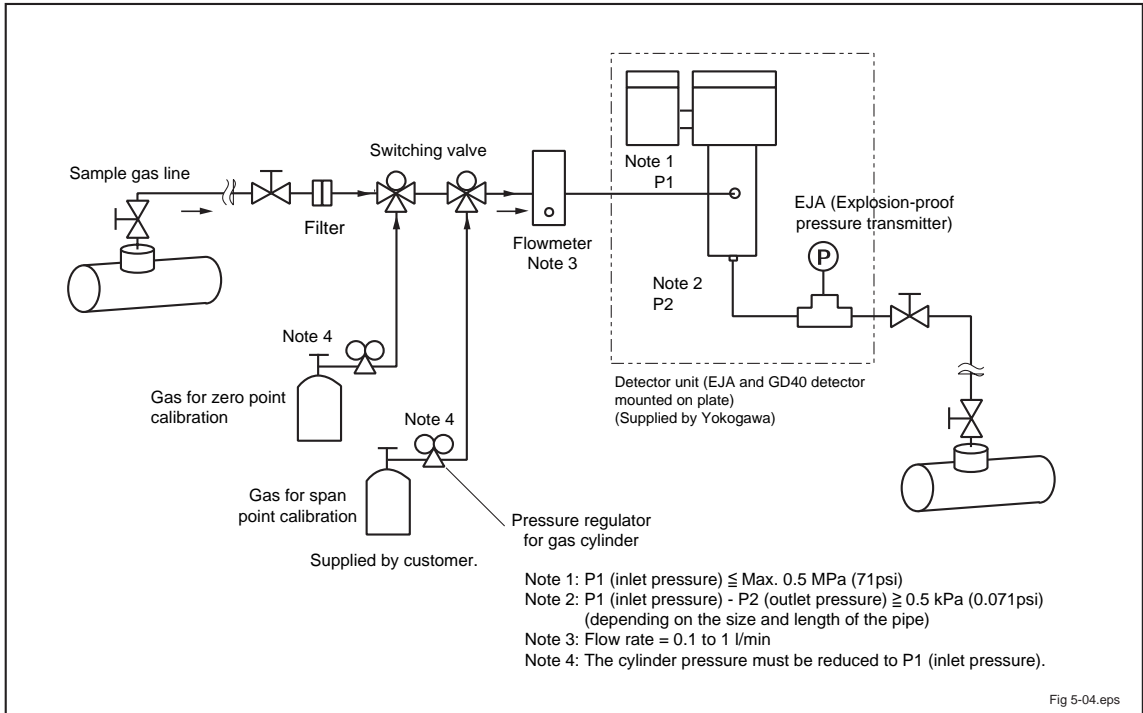 Sample gas line
Switching valve
Filter
Flowmeter
Note 3
Note 1
P1
EJA (Explosion-proof
pressure transmitter)
P
Note 2
P2
Note 4
Gas for zero point
calibration
Note 4
Gas for span
point calibration
Supplied by customer.
Pressure regulator
for gas cylinder
Detector unit (EJA and GD40 detector
mounted on plate)
(Supplied by Yokogawa)
Note 1: P1 (inlet pressure) ≦ Max. 0.5 MPa (71psi)
Note 2: P1 (inlet pressure) - P2 (outlet pressure) ≧ 0.5 kPa (0.071psi)
(depending on the size and length of the pipe)
Note 3: Flow rate = 0.1 to 1 l/min
Note 4: The cylinder pressure must be reduced to P1 (inlet pressure).
Fig 5-04.eps